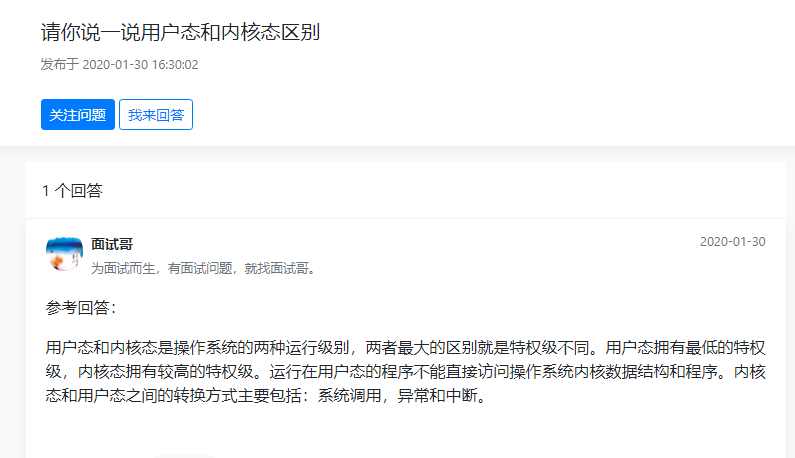 请你说一说用户态和内核态区别
发布于 2020-01-30 16:30:02
关注问题 我来回答
1 个回答
面试哥 2020-01-30
为面试而生，有面试问题，就找面试哥。
参考回答：
用户态和内核态是操作系统的两种运行级别，两者最大的区别就是特权级不同。用户态拥有最低的特权
级，内核态拥有较高的特权级。运行在用户态的程序不能直接访问操作系统内核数据结构和程序。内核
态和用户态之间的转换方式主要包括：系统调用，异常和中断。